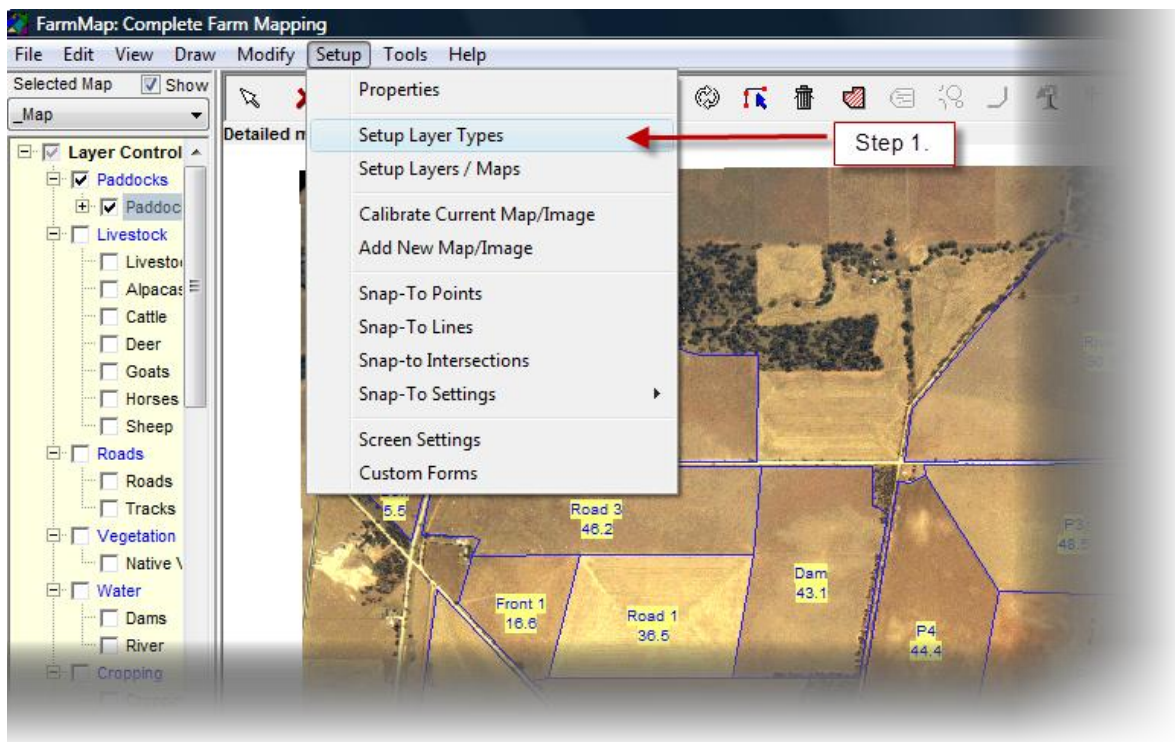 FarmMap: Complete Farm Mapping
File Edit View Draw Modify Setup Tools Help
Selected Map Show
_Map
Detailed m
Layer Control
Paddocks
Paddoc
Livestock
Livesto
Alpacas
Cattle
Deer
Goats
Horses
Sheep
Roads
Roads
Tracks
Vegetation
Native V
Water
Dams
River
Cropping
Properties
Setup Layer Types
Setup Layers / Maps
Calibrate Current Map/Image
Add New Map/Image
Snap-To Points
Snap-To Lines
Snap-to Intersections
Snap-To Settings
Screen Settings
Custom Forms
Step 1.
5.5
Road 3
46.2
Front 1
16.6
Road 1
36.5
Dam
43.1
P4
44.4
P3
48.5